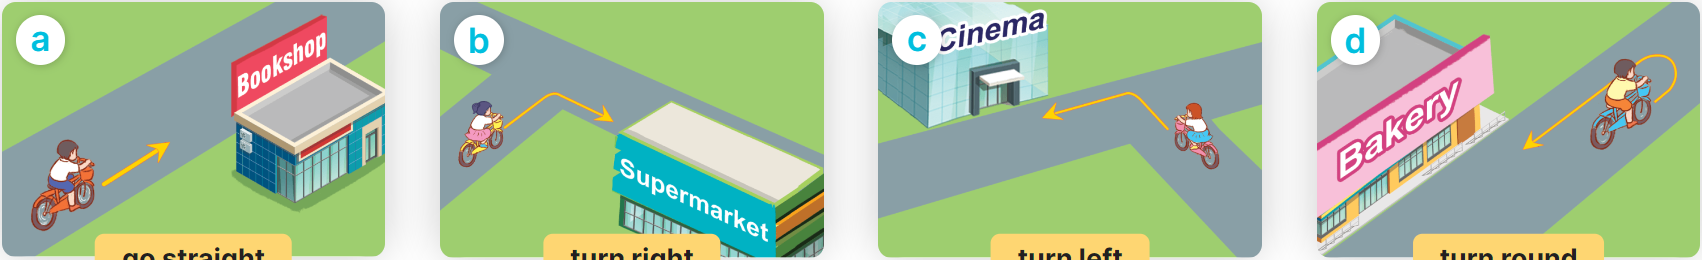 a
Bookshop
go straight
b
Supermarket
turn right
c
Cinema
turn left
d
Bakery
turn round